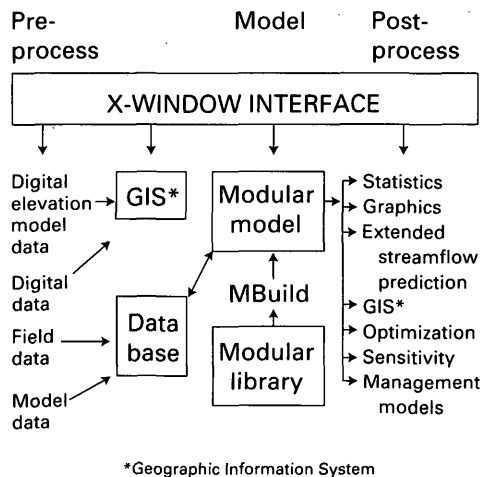 Pre-
process
Model
Post-
process
X-WINDOW INTERFACE
Digital
elevation
model
data
Digital
data
Field
data
Model
data
GIS*
Data
base
Modular
model
MBuild
Modular
library
Statistics
Graphics
Extended
streamflow
prediction
GIS*
Optimization
Sensitivity
Management
models
*Geographic Information System